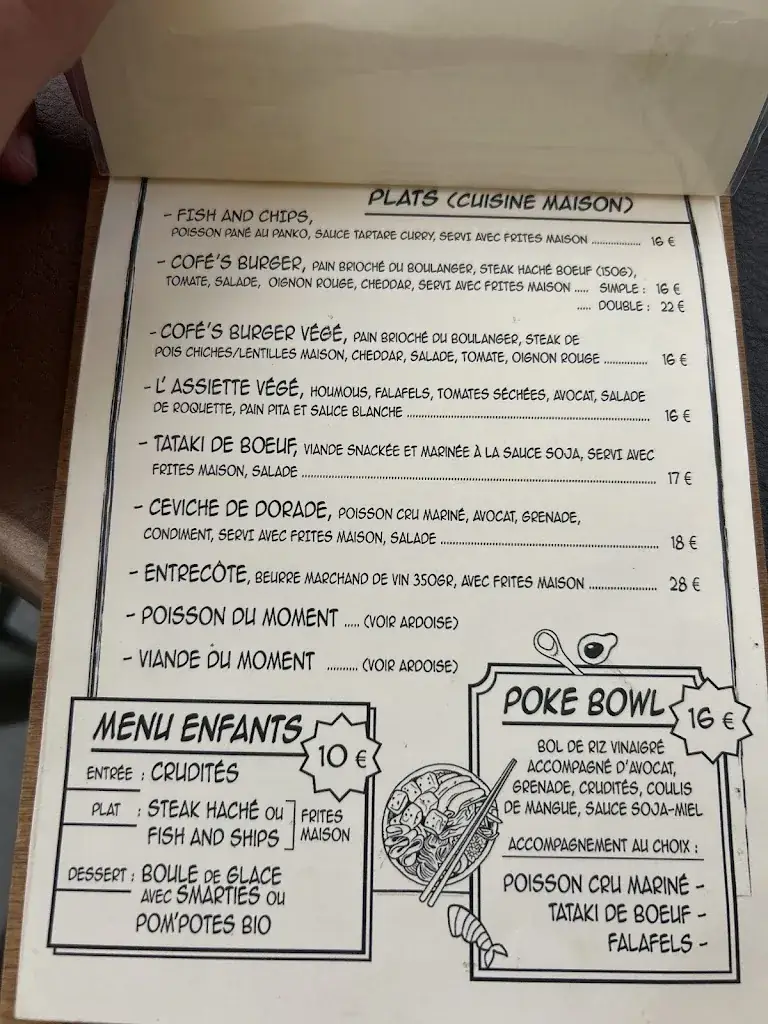 PLATS (CUISINE MAISON)
- FISH AND CHIPS,
POISSON PANÉ AU PANKO, SAUCE TARTARE CURRY, SERVI AVEC FRITES MAISON ................. 16 €
- COFÉ'S BURGER, PAIN BRIOCHÉ DU BOULANGER, STEAK HACHÉ BOEUF (150G),
TOMATE, SALADE, OIGNON ROUGE, CHEDDAR, SERVI AVEC FRITES MAISON ..... SIMPLE : 16 €
..... DOUBLE : 22 €
- COFÉ'S BURGER VÉGÉ, PAIN BRIOCHÉ DU BOULANGER, STEAK DE
POIS CHICHES/LENTILLES MAISON, CHEDDAR, SALADE, TOMATE, OIGNON ROUGE ............... 16 €
- L' ASSIETTE VÉGÉ, HOUMOUS, FALAFELS, TOMATES SÉCHÉES, AVOCAT, SALADE
DE ROQUETTE, PAIN PITA ET SAUCE BLANCHE ................................................................ 16 €
- TATAKI DE BOEUF, VIANDE SNACKÉE ET MARINÉE À LA SAUCE SOJA, SERVI AVEC
FRITES MAISON, SALADE ................................................................................ 17 €
- CEVICHE DE DORADE, POISSON CRU MARINÉ, AVOCAT, GRENADE,
CONDIMENT, SERVI AVEC FRITES MAISON, SALADE .................................................... 18 €
- ENTRECÔTE, BEURRE MARCHAND DE VIN 350GR, AVEC FRITES MAISON .................... 28 €
- POISSON DU MOMENT ..... (VOIR ARDOISE)
- VIANDE DU MOMENT .......... (VOIR ARDOISE)
MENU ENFANTS
10 €
ENTRÉE : CRUDITÉS
PLAT : STEAK HACHÉ OU
FISH AND SHIPS
FRITES
MAISON
DESSERT : BOULE DE GLACE
AVEC SMARTIES OU
POM'POTES BIO
POKE BOWL
16 €
BOL DE RIZ VINAIGRÉ
ACCOMPAGNÉ D'AVOCAT,
GRENADE, CRUDITÉS, COULIS
DE MANGUE, SAUCE SOJA-MIEL
ACCOMPAGNEMENT AU CHOIX :
POISSON CRU MARINÉ -
TATAKI DE BOEUF -
FALAFELS -